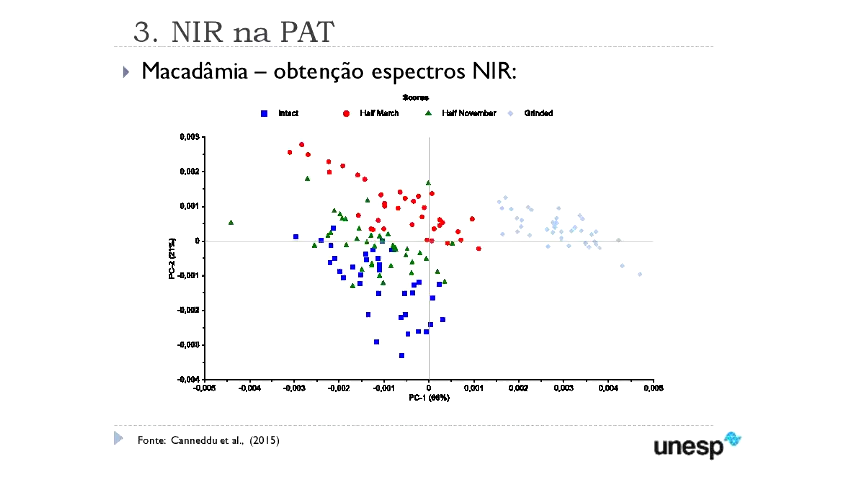 3. NIR na PAT
Macadâmia – obtenção espectros NIR:
Scores
Intact Half March Half November Grinded
0,003
0,002
0,001
0
-0,001
-0,002
-0,003
-0,004
PC-2 (21%)
-0,005 -0,004 -0,003 -0,002 -0,001 0 0,001 0,002 0,003 0,004 0,005
PC-1 (66%)
Fonte: Canneddu et al., (2015)
unesp